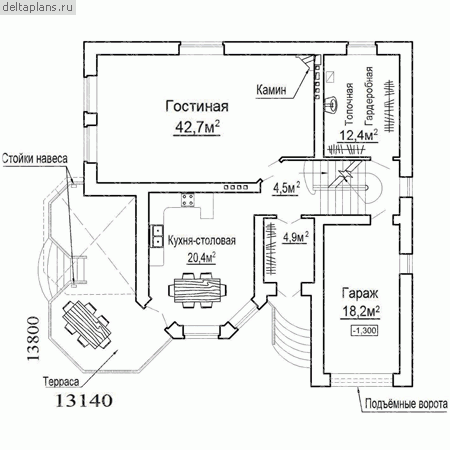 deltaplans.ru
Камин
Гостиная
42,7м²
Топочная
Гардеробная
12,4м²
Стойки навеса
4,5м²
Кухня-столовая
20,4м²
4,9м²
Гараж
18,2м²
-1,300
13800
Терраса
13140
Подъёмные ворота